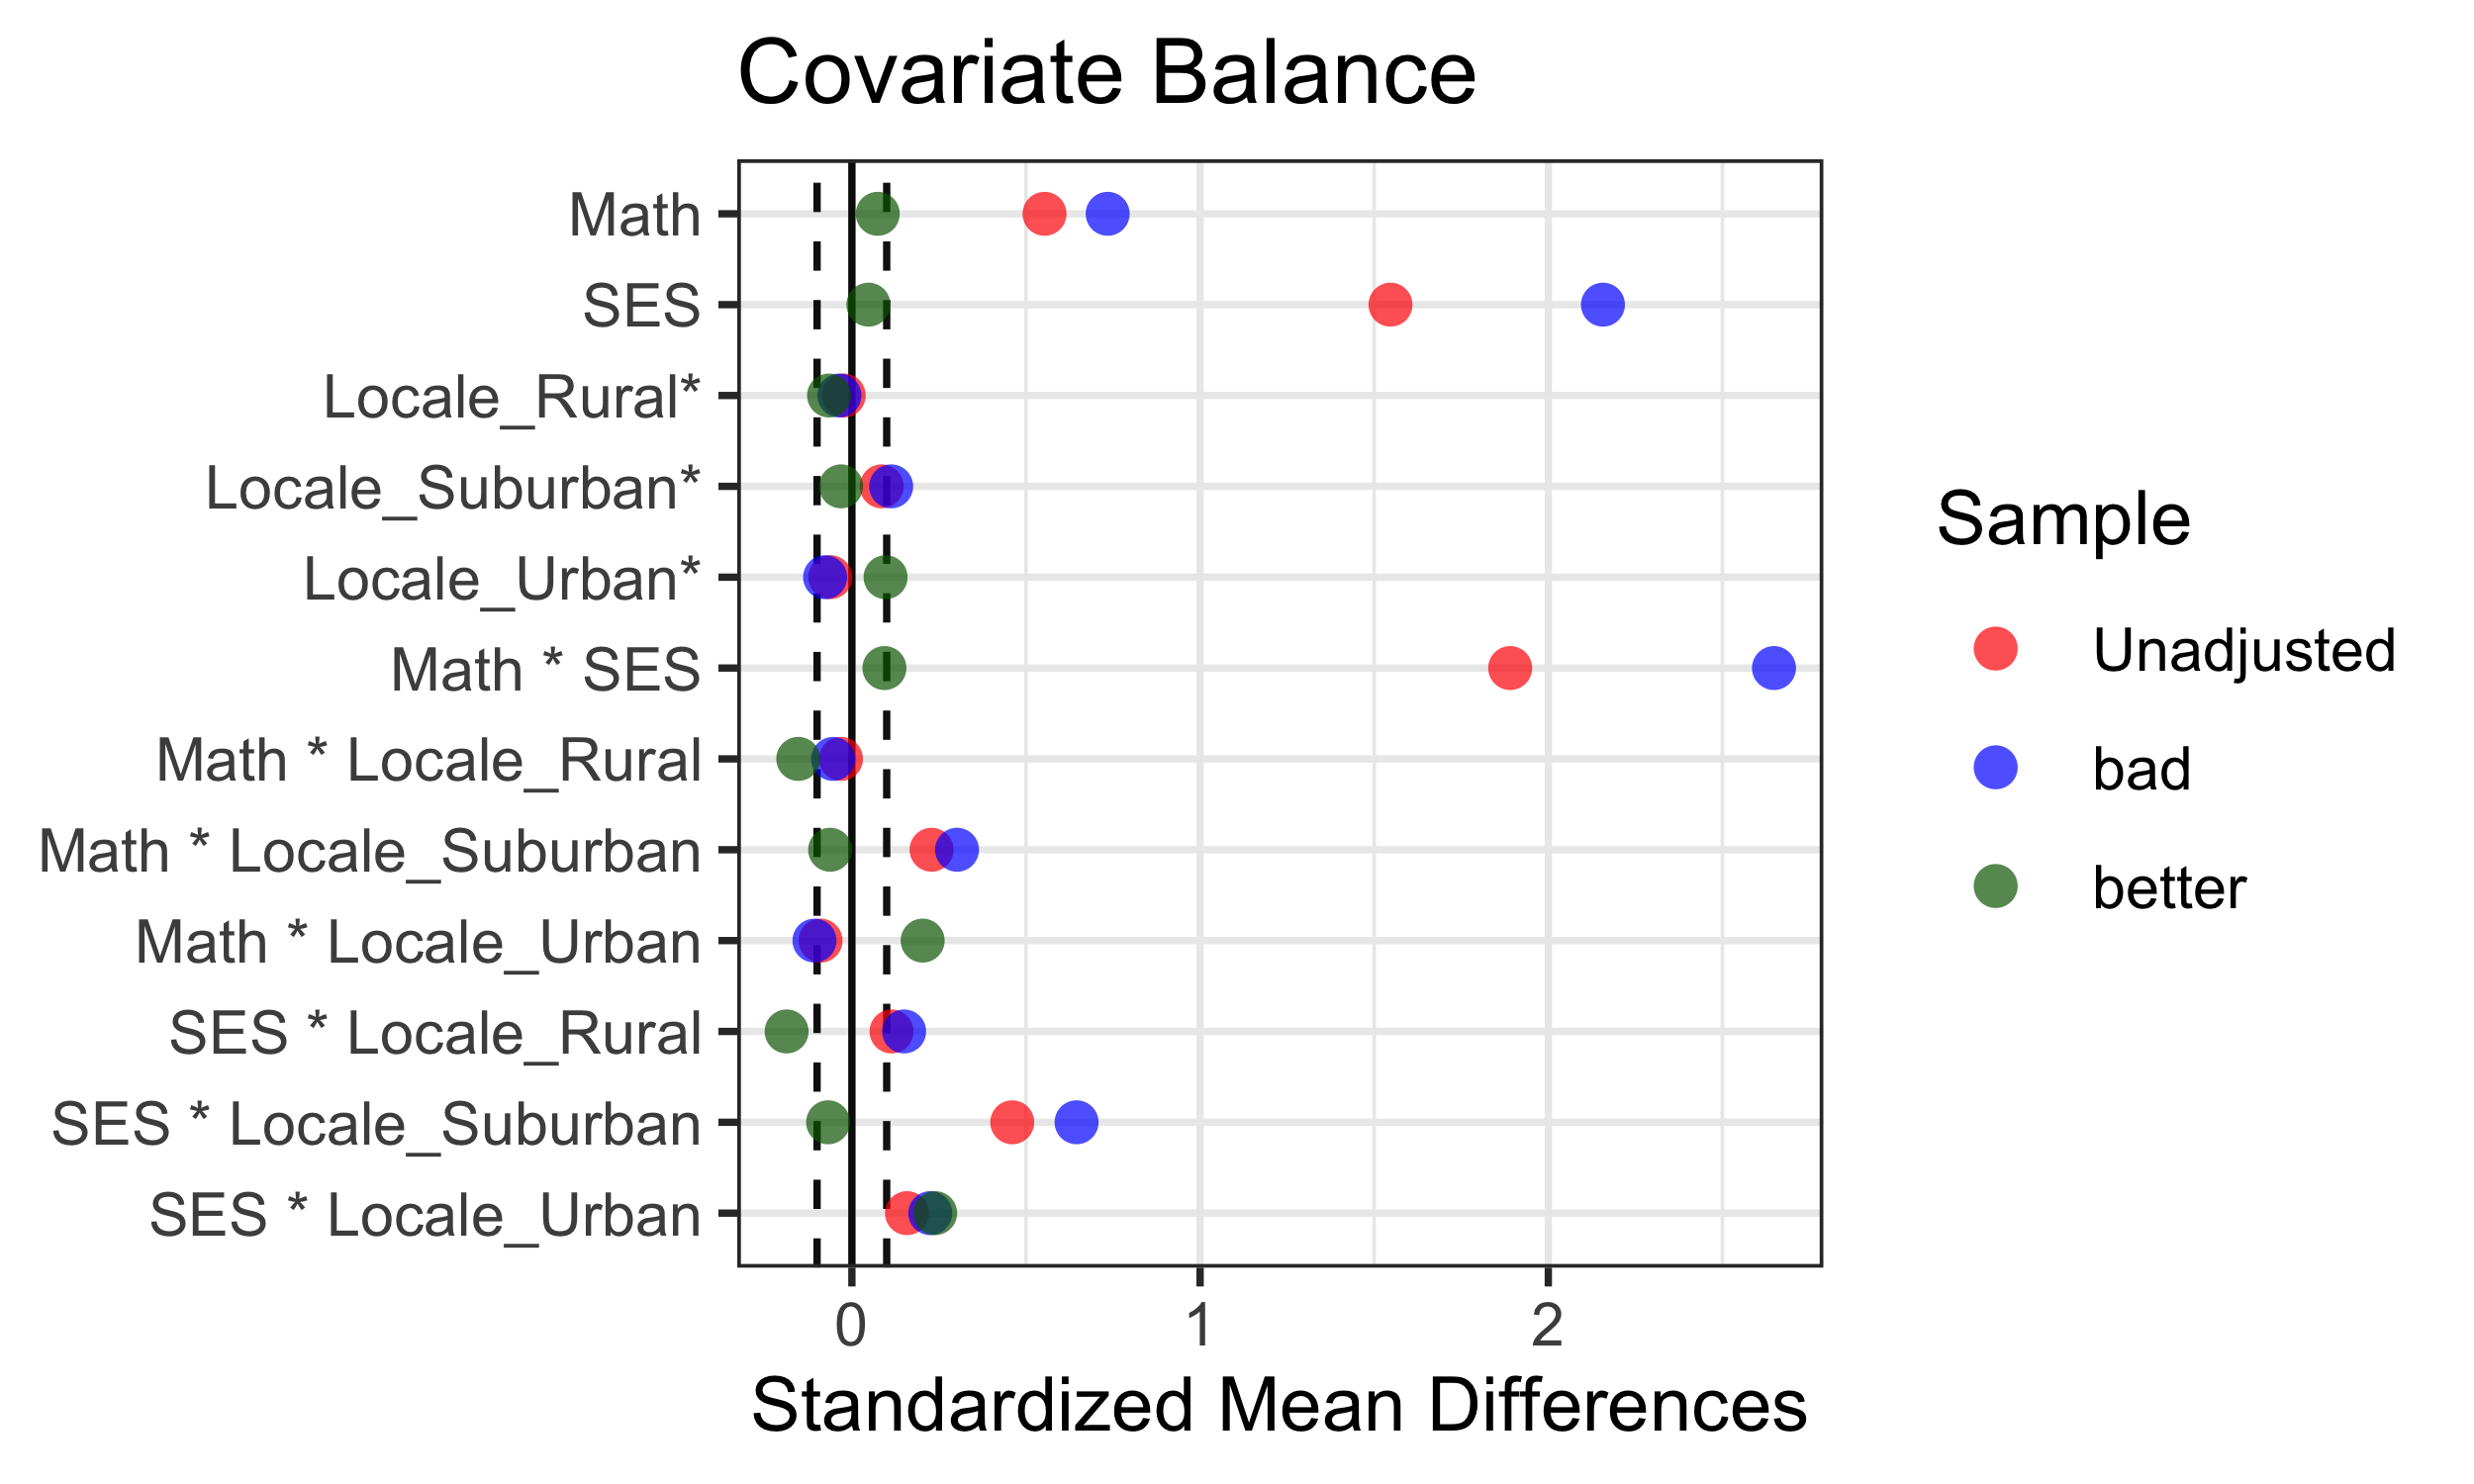 Covariate Balance
Math
SES
Locale_Rural*
Locale_Suburban*
Locale_Urban*
Math * SES
Math * Locale_Rural
Math * Locale_Suburban
Math * Locale_Urban
SES * Locale_Rural
SES * Locale_Suburban
SES * Locale_Urban
0 1 2
Standardized Mean Differences
Sample
Unadjusted
bad
better